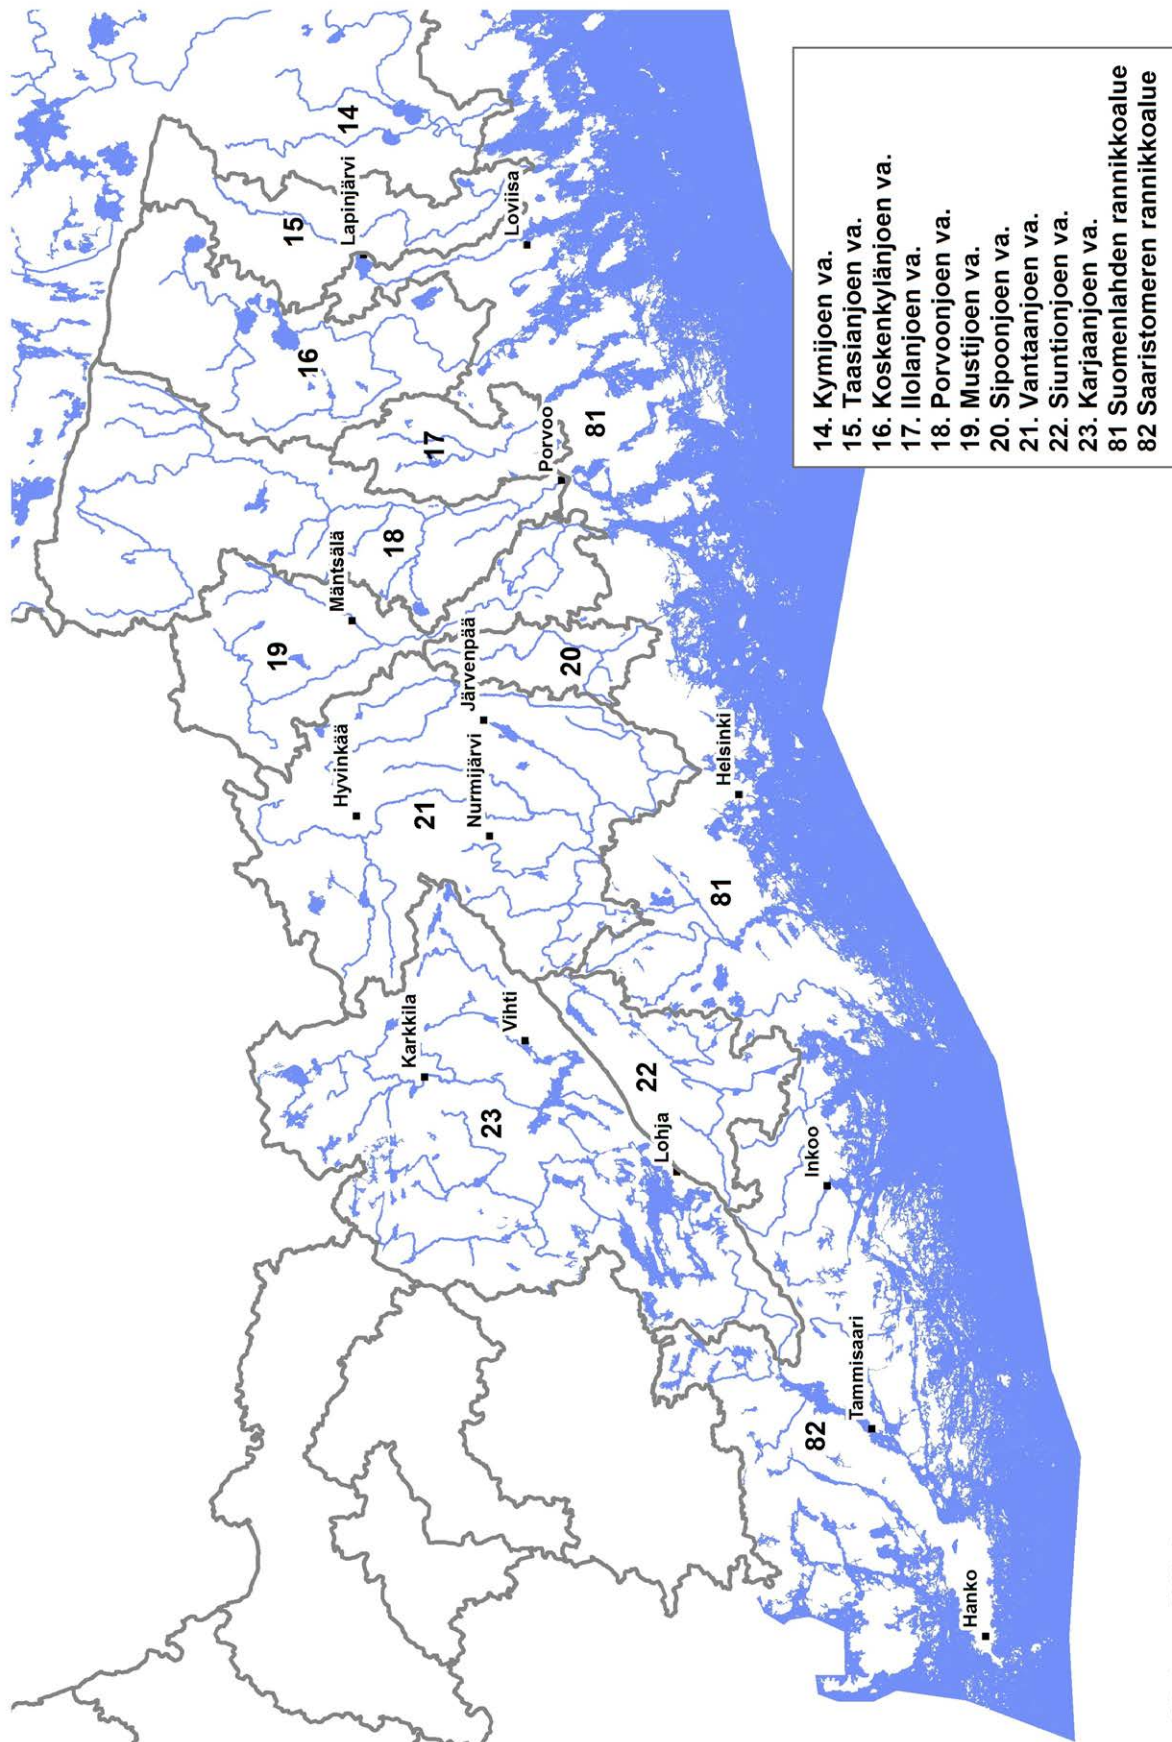 14
15
Lapinjärvi
Loviisa
16
17
Porvoo
81
18
Mäntsälä
19
20
Järvenpää
Hyvinkää
21
Nurmijärvi
Helsinki
81
Karkkila
Vihti
23
22
Lohja
Inkoo
Tammisaari
82
Hanko
14. Kymijoen va.
15. Taasianjoen va.
16. Koskenkylänjoen va.
17. Ilolanjoen va.
18. Porvoonjoen va.
19. Mustijoen va.
20. Sipoonjoen va.
21. Vantaanjoen va.
22. Siuntionjoen va.
23. Karjaanjoen va.
81 Suomenlahden rannikkoalue
82 Saaristomeren rannikkoalue